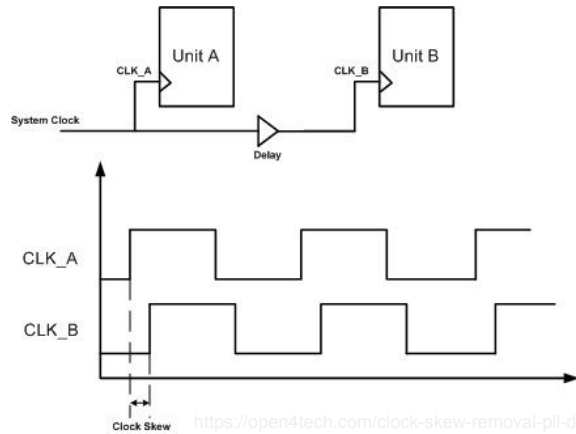 Unit A
Unit B
CLK_A
CLK_B
System Clock
Delay
CLK_A
CLK_B
Clock Skew
https://open4tech.com/clock-skew-removal-pll-d